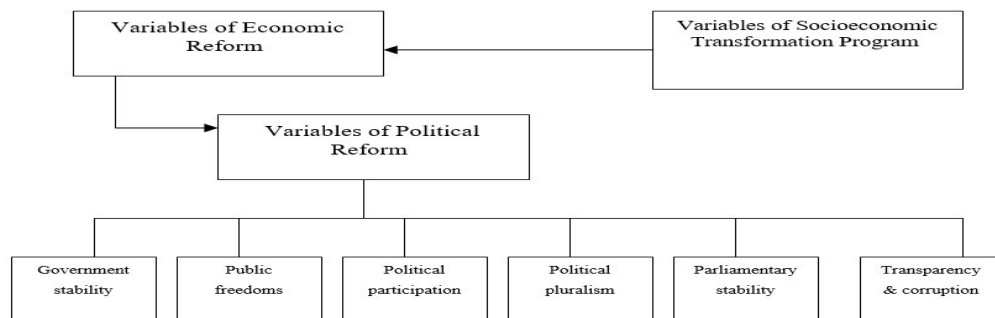 Variables of Economic
Reform
Variables of Socioeconomic
Transformation Program
Variables of Political
Reform
Government
stability
Public
freedoms
Political
participation
Political
pluralism
Parliamentary
stability
Transparency
& corruption